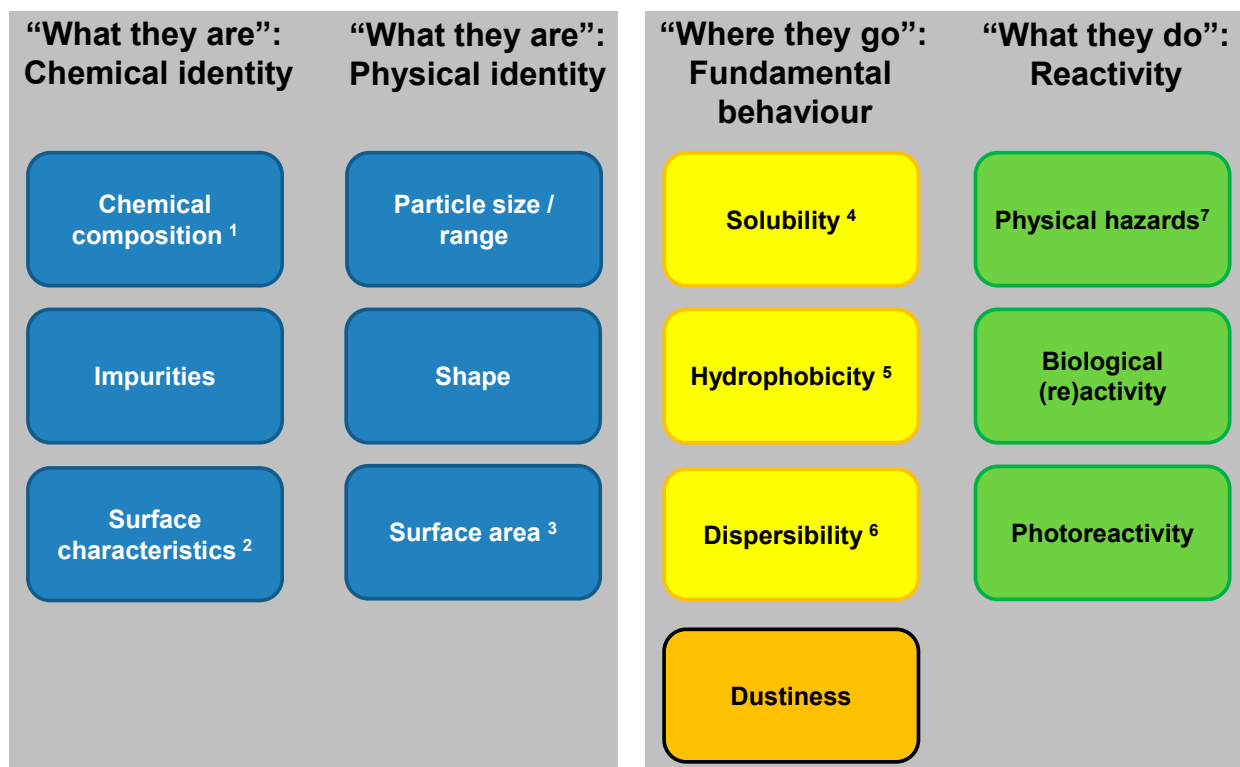 “What they are”:
Chemical identity
“What they are”:
Physical identity
“Where they go”:
Fundamental
behaviour
“What they do”:
Reactivity
Chemical
composition 1
Particle size /
range
Solubility 4
Physical hazards7
Impurities
Shape
Hydrophobicity 5
Biological
(re)activity
Surface
characteristics 2
Surface area 3
Dispersibility 6
Photoreactivity
Dustiness